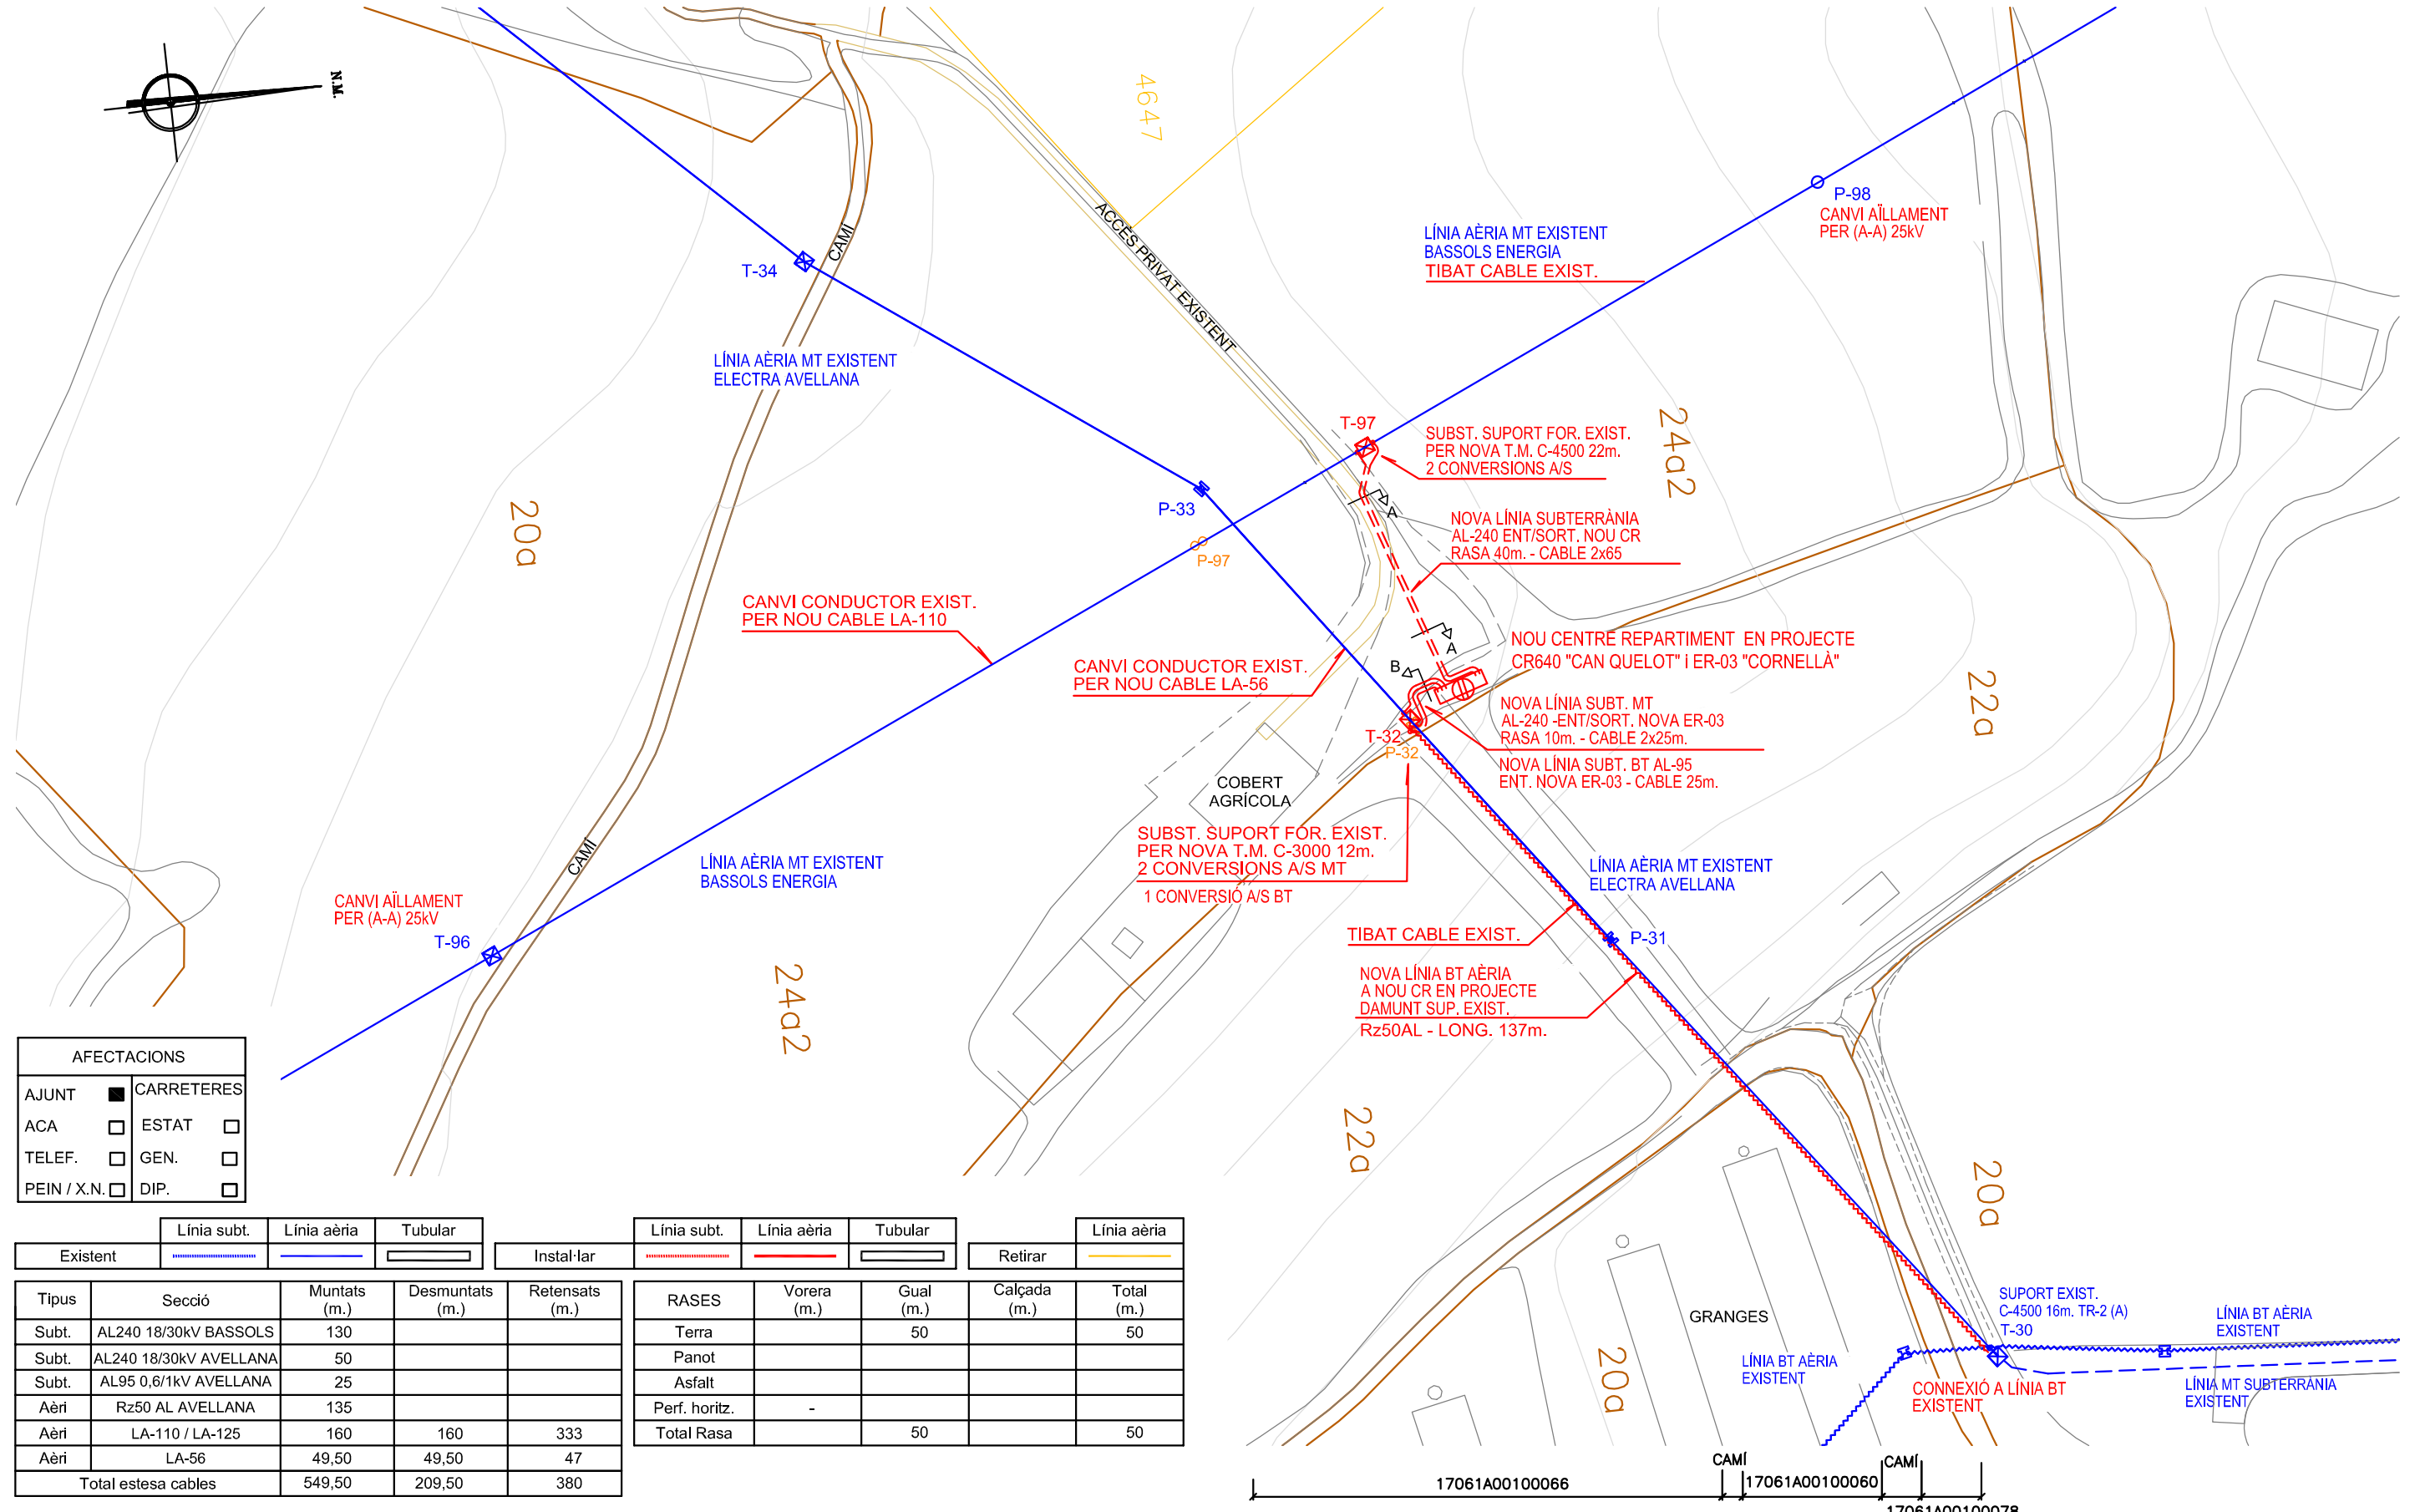 N.M.
4647
P-98
CANVI AÏLLAMENT
PER (A-A) 25kV
LÍNIA AÈRIA MT EXISTENT
BASSOLS ENERGIA
TIBAT CABLE EXIST.
ACCÉS PRIVAT EXISTENT
CAMÍ
T-34
LÍNIA AÈRIA MT EXISTENT
ELECTRA AVELLANA
T-97
SUBST. SUPORT FOR. EXIST.
PER NOVA T.M. C-4500 22m.
2 CONVERSIONS A/S
24a2
20a
P-33
A
P-97
NOVA LÍNIA SUBTERRÀNIA
AL-240 ENT/SORT. NOU CR
RASA 40m. - CABLE 2x65
CANVI CONDUCTOR EXIST.
PER NOU CABLE LA-110
CANVI CONDUCTOR EXIST.
PER NOU CABLE LA-56
A
B
NOU CENTRE REPARTIMENT EN PROJECTE
CR640 "CAN QUELOT" I ER-03 "CORNELLÀ"
22a
NOVA LÍNIA SUBT. MT
AL-240 -ENT/SORT. NOVA ER-03
RASA 10m. - CABLE 2x25m.
T-32
P-32
NOVA LÍNIA SUBT. BT AL-95
ENT. NOVA ER-03 - CABLE 25m.
COBERT
AGRÍCOLA
SUBST. SUPORT FOR. EXIST.
PER NOVA T.M. C-3000 12m.
2 CONVERSIONS A/S MT
1 CONVERSIÓ A/S BT
CAMÍ
LÍNIA AÈRIA MT EXISTENT
BASSOLS ENERGIA
LÍNIA AÈRIA MT EXISTENT
ELECTRA AVELLANA
CANVI AÏLLAMENT
PER (A-A) 25kV
T-96
TIBAT CABLE EXIST.
P-31
24a2
NOVA LÍNIA BT AÈRIA
A NOU CR EN PROJECTE
DAMUNT SUP. EXIST.
Rz50AL - LONG. 137m.
AFECTACIONS
AJUNT CARRETERES
ACA ESTAT
TELEF. GEN.
PEIN / X.N. DIP.
22a
20a
Línia subt. Línia aèria Tubular Línia subt. Línia aèria Tubular Línia aèria
Existent Instal·lar Retirar
Tipus Secció Muntats (m.) Desmuntats (m.) Retensats (m.)
Subt. AL240 18/30kV BASSOLS 130
Subt. AL240 18/30kV AVELLANA 50
Subt. AL95 0,6/1kV AVELLANA 25
Aèri Rz50 AL AVELLANA 135
Aèri LA-110 / LA-125 160 160 333
Aèri LA-56 49,50 49,50 47
Total estesa cables 549,50 209,50 380
RASES Vorera (m.) Gual (m.) Calçada (m.) Total (m.)
Terra 50 50
Panot
Asfalt
Perf. horitz. -
Total Rasa 50 50
GRANGES
20a
SUPORT EXIST.
C-4500 16m. TR-2 (A)
T-30
LÍNIA BT AÈRIA
EXISTENT
LÍNIA BT AÈRIA
EXISTENT
CONNEXIÓ A LÍNIA BT
EXISTENT
LÍNIA MT SUBTERRÀNIA
EXISTENT
17061A00100066
CAMÍ
17061A00100060
CAMÍ
17061A00100078